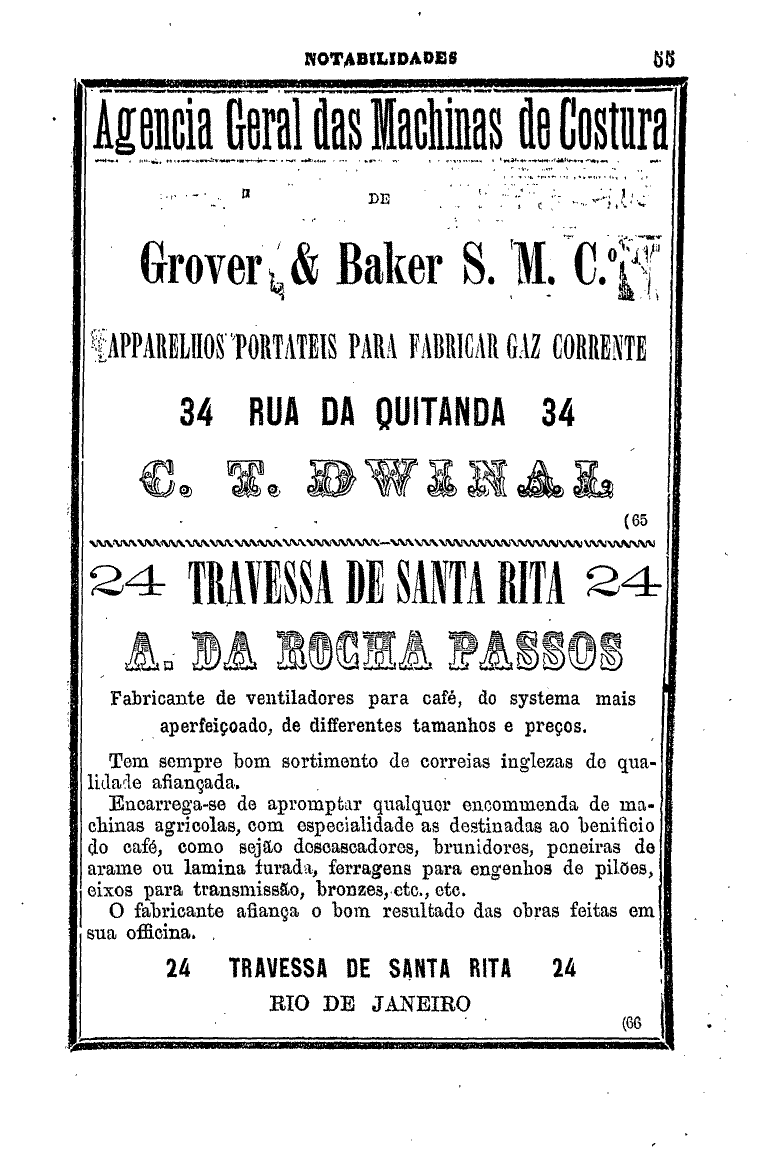 NOTABILIDADES 55
Agencia Geral das Machinas de Costura
DE
Grover & Baker S. M. C.º
APPARELHOS PORTATEIS PARA FABRICAR GAZ CORRENTE
34 RUA DA QUITANDA 34
C. T. DWINAL
(65
24 TRAVESSA DE SANTA RITA 24
A. DA ROCHA PASSOS
Fabricante de ventiladores para café, do systema mais
aperfeiçoado, de differentes tamanhos e preços.
Tem sempre bom sortimento de correias inglezas de qua-
lidade afiançada.
Encarrega-se de apromptar qualquer encommenda de ma-
chinas agricolas, com especialidade as destinadas ao benificio
do café, como sejão descascadores, brunidores, peneiras de
arame ou lamina furada, ferragens para engenhos de pilões,
eixos para transmissão, bronzes, etc., etc.
O fabricante afiança o bom resultado das obras feitas em
sua officina.
24 TRAVESSA DE SANTA RITA 24
RIO DE JANEIRO
(66